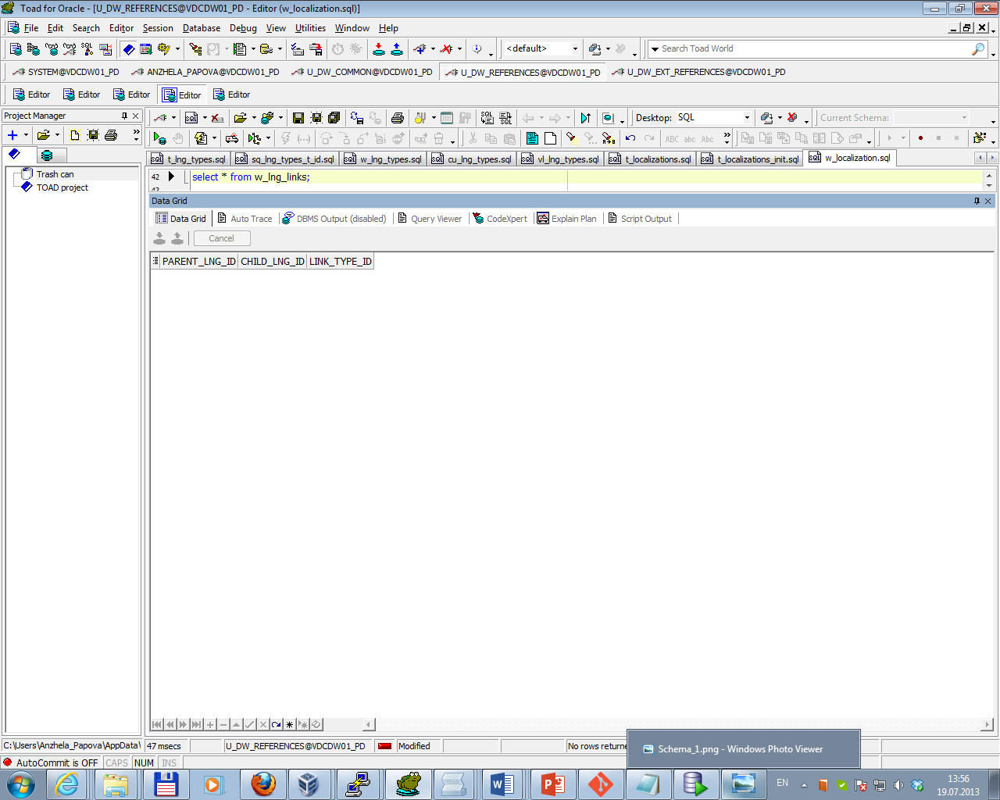 Toad for Oracle - [U_DW_REFERENCES@VDCDW01_PD - Editor (w_localization.sql)]
File Edit Search Editor Session Database Debug View Utilities Window Help
<default> Search Toad World
SYSTEM@VDCDW01_PD ANZHELA_PAPOVA@VDCDW01_PD U_DW_COMMON@VDCDW01_PD U_DW_REFERENCES@VDCDW01_PD U_DW_EXT_REFERENCES@VDCDW01_PD
Editor Editor Editor Editor Editor
Project Manager
Desktop: SQL Current Schema:
t_lng_types.sql sq_lng_types_t_id.sql w_lng_types.sql cu_lng_types.sql vl_lng_types.sql t_localizations.sql t_localizations_init.sql w_localization.sql
Trash can
TOAD project
42 select * from w_lng_links;
43
Data Grid
Data Grid Auto Trace DBMS Output (disabled) Query Viewer CodeXpert Explain Plan Script Output
Cancel
PARENT_LNG_ID CHILD_LNG_ID LINK_TYPE_ID
C:\Users\Anzhela_Papova\AppData\ 47 msecs U_DW_REFERENCES@VDCDW01_PD Modified No rows returne
Schema_1.png - Windows Photo Viewer
AutoCommit is OFF CAPS NUM INS
EN 13:56
19.07.2013